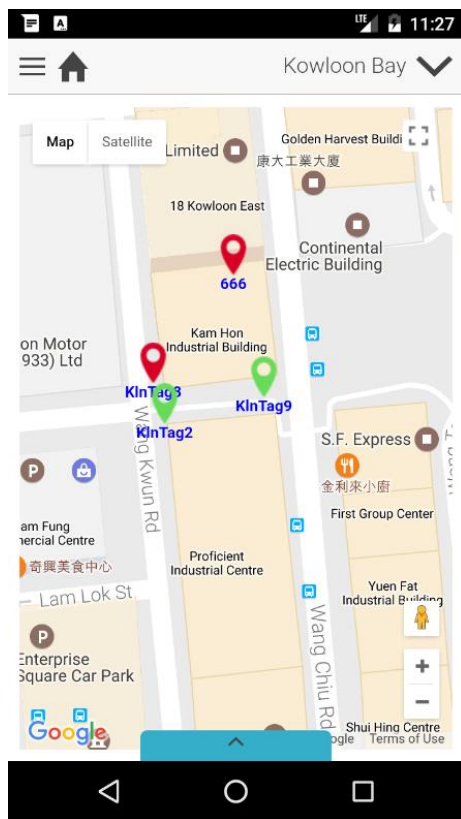 LTE 11:27
Kowloon Bay
Map Satellite
Limited
Golden Harvest Buildi
康大工業大廈
18 Kowloon East
Continental
Electric Building
666
on Motor
933) Ltd
Kam Hon
Industrial Building
KlnTag3
KlnTag9
KlnTag2
Wang Kwun Rd
S.F. Express
金利來小廚
P
am Fung
mercial Centre
First Group Center
奇興美食中心
Proficient
Industrial Centre
Lam Lok St
Yuen Fat
Industrial Building
Wang Chiu Rd
P
Enterprise
Square Car Park
+
−
Shui Hing Centre
Google
ogle Terms of Use